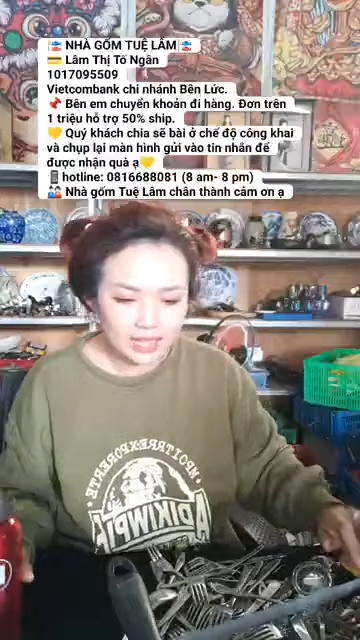 🎏 NHÀ GỐM TUỆ LÂM🎏
💳 Lâm Thị Tố Ngân
1017095509
Vietcombank chi nhánh Bến Lức.
📌 Bên em chuyển khoản đi hàng. Đơn trên
1 triệu hỗ trợ 50% ship.
💛 Quý khách chia sẽ bài ở chế độ công khai
và chụp lại màn hình gửi vào tin nhắn để
được nhận quà ạ💛
📱hotline: 0816688081 (8 am- 8 pm)
🎎 Nhà gốm Tuệ Lâm chân thành cảm ơn ạ